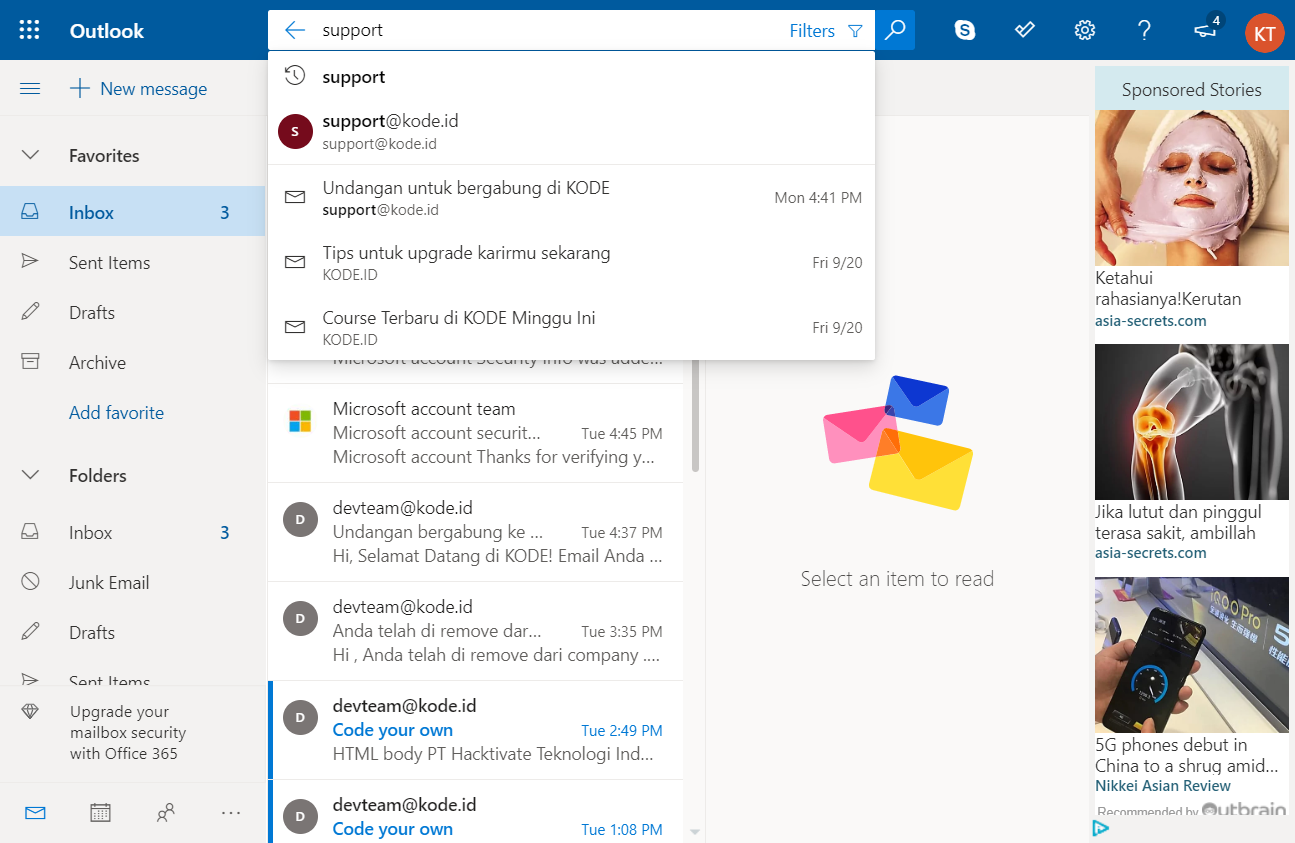 Outlook
support
Filters
4
KT
support
S
support@kode.id
support@kode.id
Undangan untuk bergabung di KODE
support@kode.id
Mon 4:41 PM
Tips untuk upgrade karirmu sekarang
KODE.ID
Fri 9/20
Course Terbaru di KODE Minggu Ini
KODE.ID
Fri 9/20
New message
Favorites
Inbox 3
Sent Items
Drafts
Archive
Add favorite
Folders
Inbox 3
Junk Email
Drafts
Sent Items
Upgrade your
mailbox security
with Office 365
Microsoft account Security info was adde...
Microsoft account team
Microsoft account securit... Tue 4:45 PM
Microsoft account Thanks for verifying y...
D
devteam@kode.id
Undangan bergabung ke ... Tue 4:37 PM
Hi, Selamat Datang di KODE! Email Anda ...
D
devteam@kode.id
Anda telah di remove dar... Tue 3:35 PM
Hi , Anda telah di remove dari company ....
D
devteam@kode.id
Code your own Tue 2:49 PM
HTML body PT Hacktivate Teknologi Ind...
D
devteam@kode.id
Code your own Tue 1:08 PM
Select an item to read
Sponsored Stories
Ketahui
rahasianya!Kerutan
asia-secrets.com
Jika lutut dan pinggul
terasa sakit, ambillah
asia-secrets.com
iQOO Pro
5
5G phones debut in
China to a shrug amid...
Nikkei Asian Review
Recommended by Outbrain